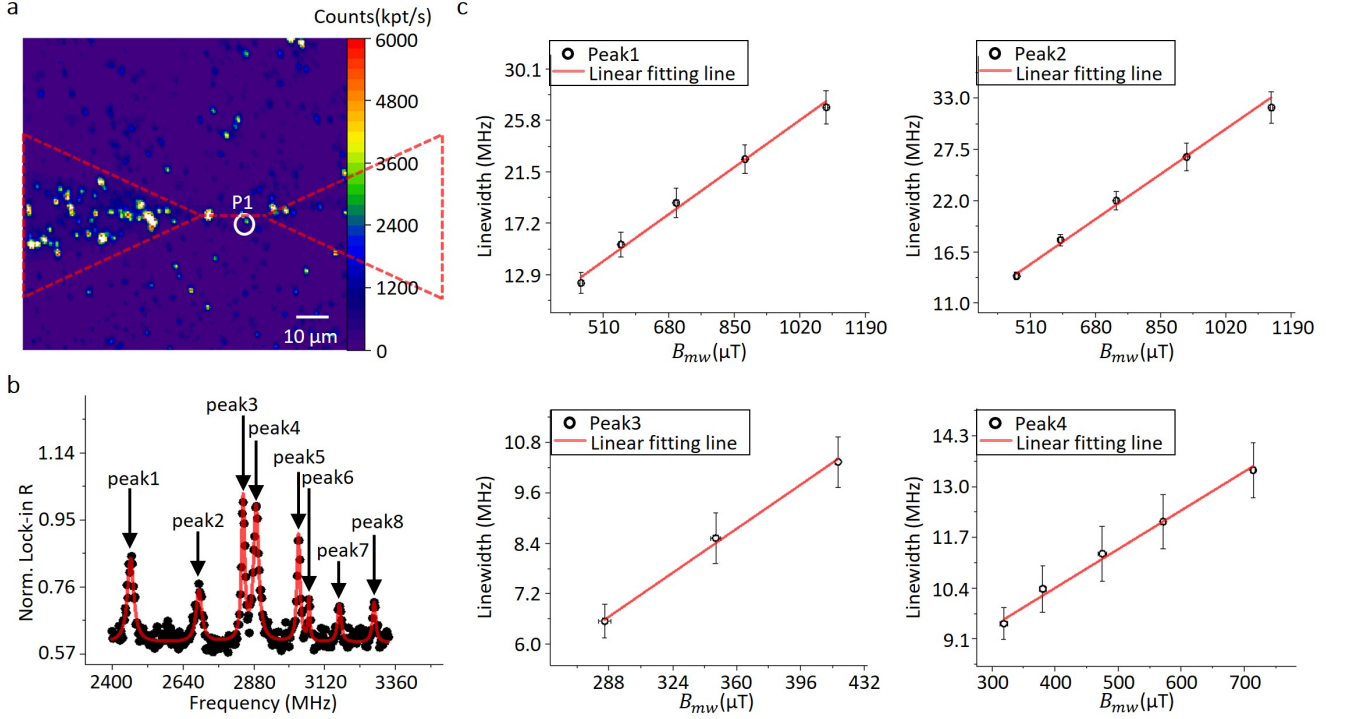 a
Counts(kpt/s)
6000
4800
3600
2400
1200
0
P1
10 μm
b
Norm. Lock-in R
1.14
0.95
0.76
0.57
peak1
peak2
peak3
peak4
peak5
peak6
peak7
peak8
2400 2640 2880 3120 3360
Frequency (MHz)
c
Peak1
Linear fitting line
Linewidth (MHz)
30.1
25.8
21.5
17.2
12.9
510 680 850 1020 1190
Bmw(μT)
Peak2
Linear fitting line
Linewidth (MHz)
33.0
27.5
22.0
16.5
11.0
510 680 850 1020 1190
Bmw(μT)
Peak3
Linear fitting line
Linewidth (MHz)
10.8
9.6
8.4
7.2
6.0
288 324 360 396 432
Bmw(μT)
Peak4
Linear fitting line
Linewidth (MHz)
14.3
13.0
11.7
10.4
9.1
300 400 500 600 700
Bmw(μT)